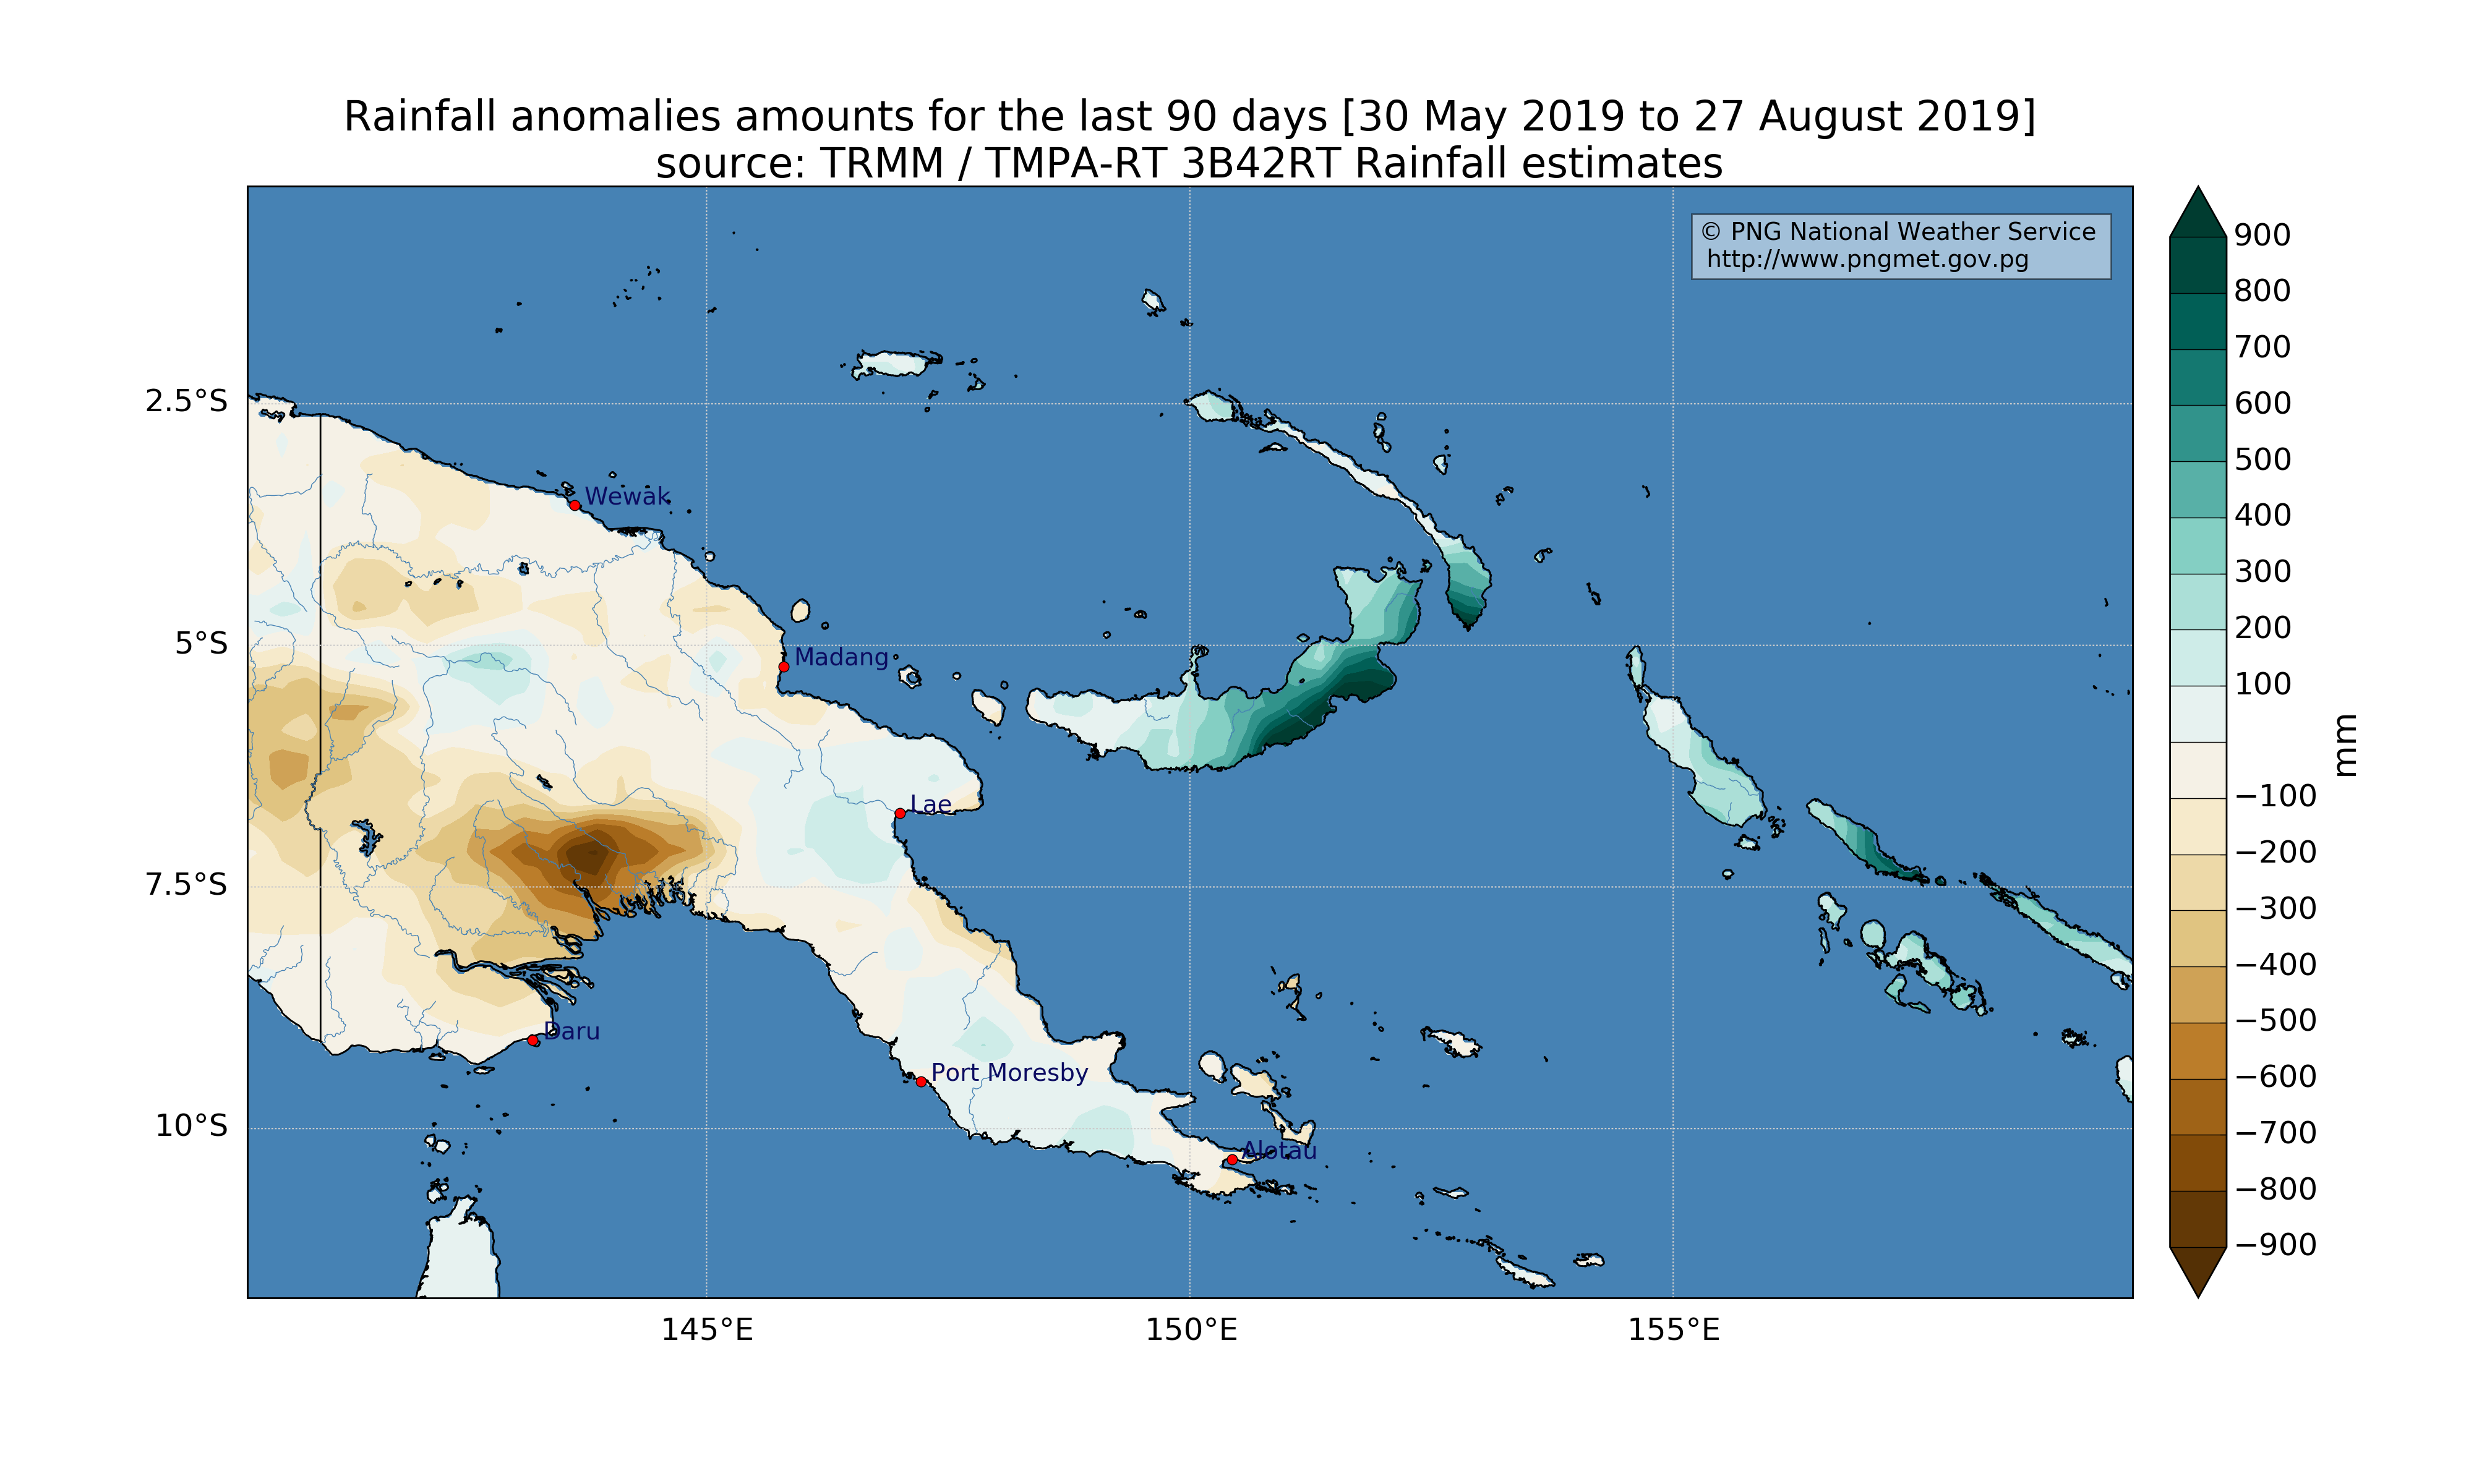 Rainfall anomalies amounts for the last 90 days [30 May 2019 to 27 August 2019]
source: TRMM / TMPA-RT 3B42RT Rainfall estimates
© PNG National Weather Service
http://www.pngmet.gov.pg
2.5°S
5°S
7.5°S
10°S
145°E
150°E
155°E
Wewak
Madang
Lae
Daru
Port Moresby
Alotau
900
800
700
600
500
400
300
200
100
−100
−200
−300
−400
−500
−600
−700
−800
−900
mm